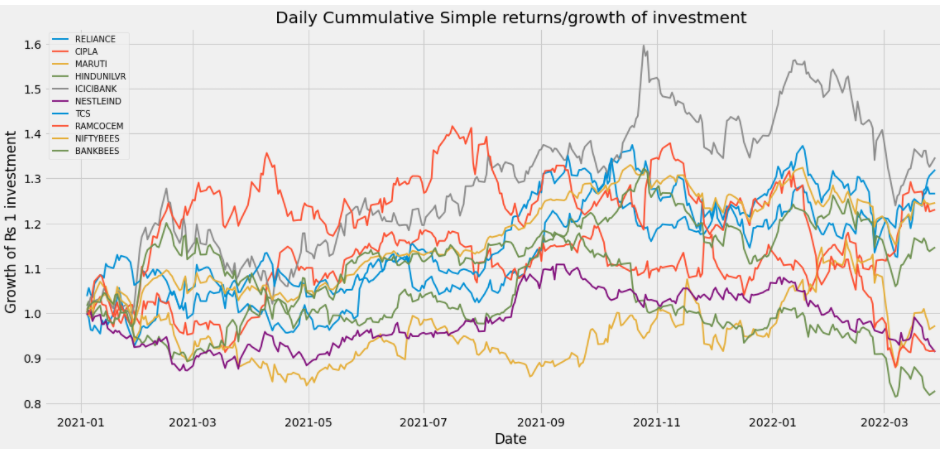 Daily Cummulative Simple returns/growth of investment
RELIANCE
CIPLA
MARUTI
HINDUNILVR
ICICIBANK
NESTLEIND
TCS
RAMCOCEM
NIFTYBEES
BANKBEES
Growth of Rs 1 investment
1.6
1.5
1.4
1.3
1.2
1.1
1.0
0.9
0.8
2021-01 2021-03 2021-05 2021-07 2021-09 2021-11 2022-01 2022-03
Date